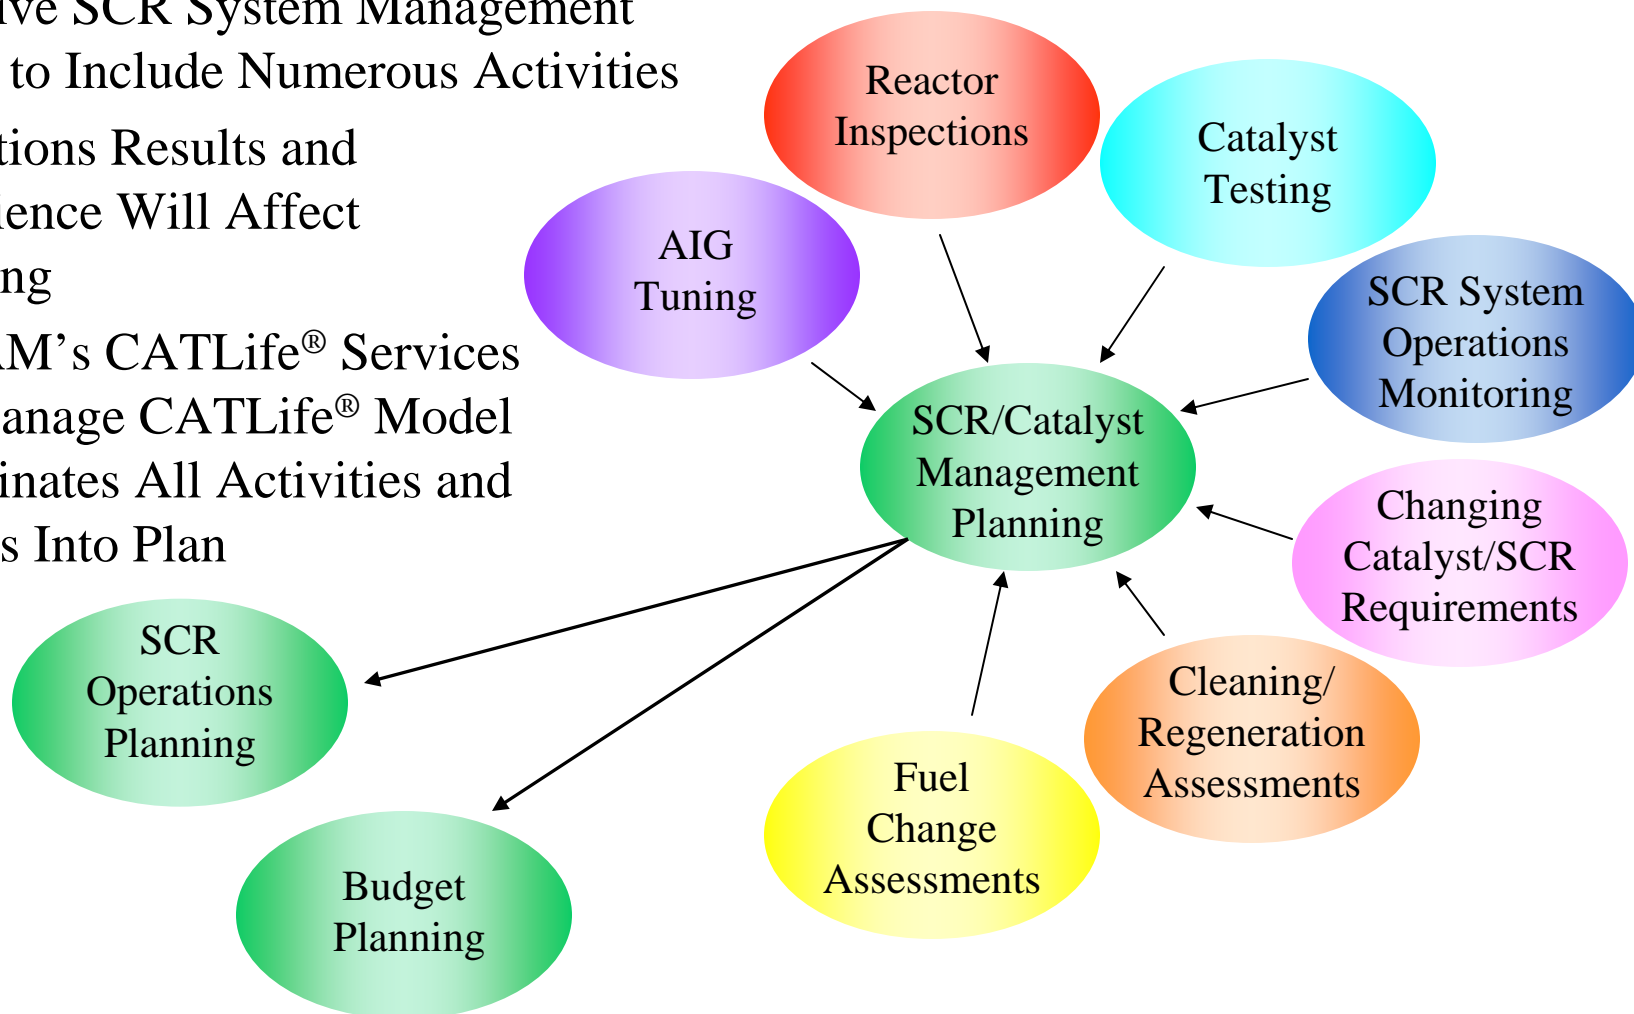 ive SCR System Management
to Include Numerous Activities
tions Results and
ience Will Affect
ng
AM’s CATLife® Services
anage CATLife® Model
inates All Activities and
s Into Plan
Reactor
Inspections
Catalyst
Testing
AIG
Tuning
SCR System
Operations
Monitoring
SCR/Catalyst
Management
Planning
Changing
Catalyst/SCR
Requirements
SCR
Operations
Planning
Cleaning/
Regeneration
Assessments
Fuel
Change
Assessments
Budget
Planning